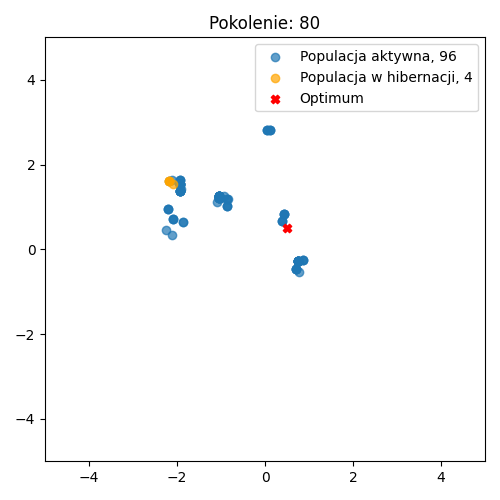 Pokolenie: 80
Populacja aktywna, 96
Populacja w hibernacji, 4
Optimum
4
2
0
−2
−4
−4 −2 0 2 4